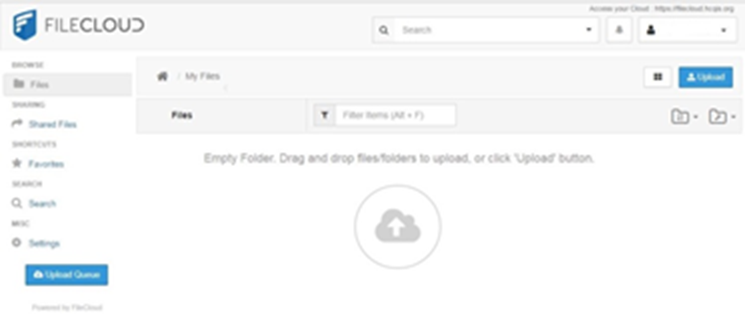 Access your Cloud : https://filecloud.hcqis.org
FILECLOUD
Search
BROWSE
Files
SHARING
Shared Files
SHORTCUTS
Favorites
SEARCH
Search
MISC
Settings
Upload Queue
Powered by FileCloud
/ My Files
Upload
Files
Filter Items (Alt + F)
Empty Folder. Drag and drop files/folders to upload, or click 'Upload' button.